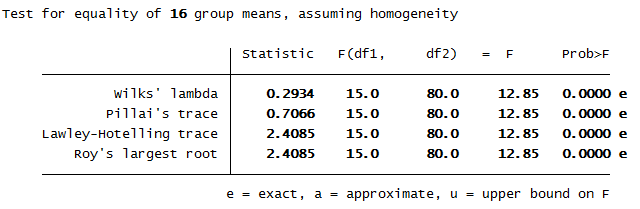 Test for equality of 16 group means, assuming homogeneity
Statistic F(df1, df2) = F Prob>F
Wilks' lambda 0.2934 15.0 80.0 12.85 0.0000 e
Pillai's trace 0.7066 15.0 80.0 12.85 0.0000 e
Lawley-Hotelling trace 2.4085 15.0 80.0 12.85 0.0000 e
Roy's largest root 2.4085 15.0 80.0 12.85 0.0000 e
e = exact, a = approximate, u = upper bound on F